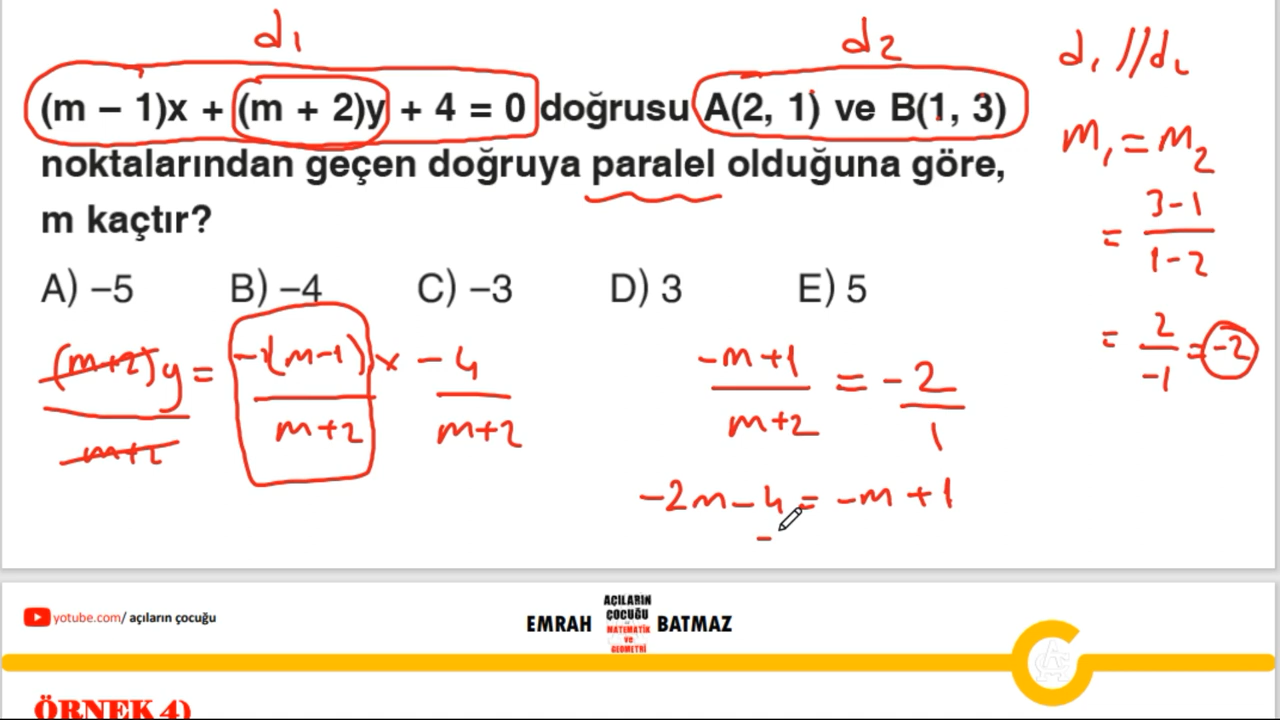 d₁
d₂
d₁ // d₂
(m – 1)x + (m + 2)y + 4 = 0 doğrusu A(2, 1) ve B(1, 3)
m₁ = m₂
noktalarından geçen doğruya paralel olduğuna göre,
= 3-1 / 1-2
m kaçtır?
A) –5 B) –4 C) –3 D) 3 E) 5
= 2 / -1 = -2
(m+2)y / m+2 = -1(m-1) / m+2 x - 4 / m+2
-m+1 / m+2 = -2 / 1
-2m-4 = -m+1
-
yotube.com/ açıların çocuğu
EMRAH BATMAZ
AÇILARIN
ÇOCUĞU
MATEMATİK
ve
GEOMETRİ
ÖRNEK 4)